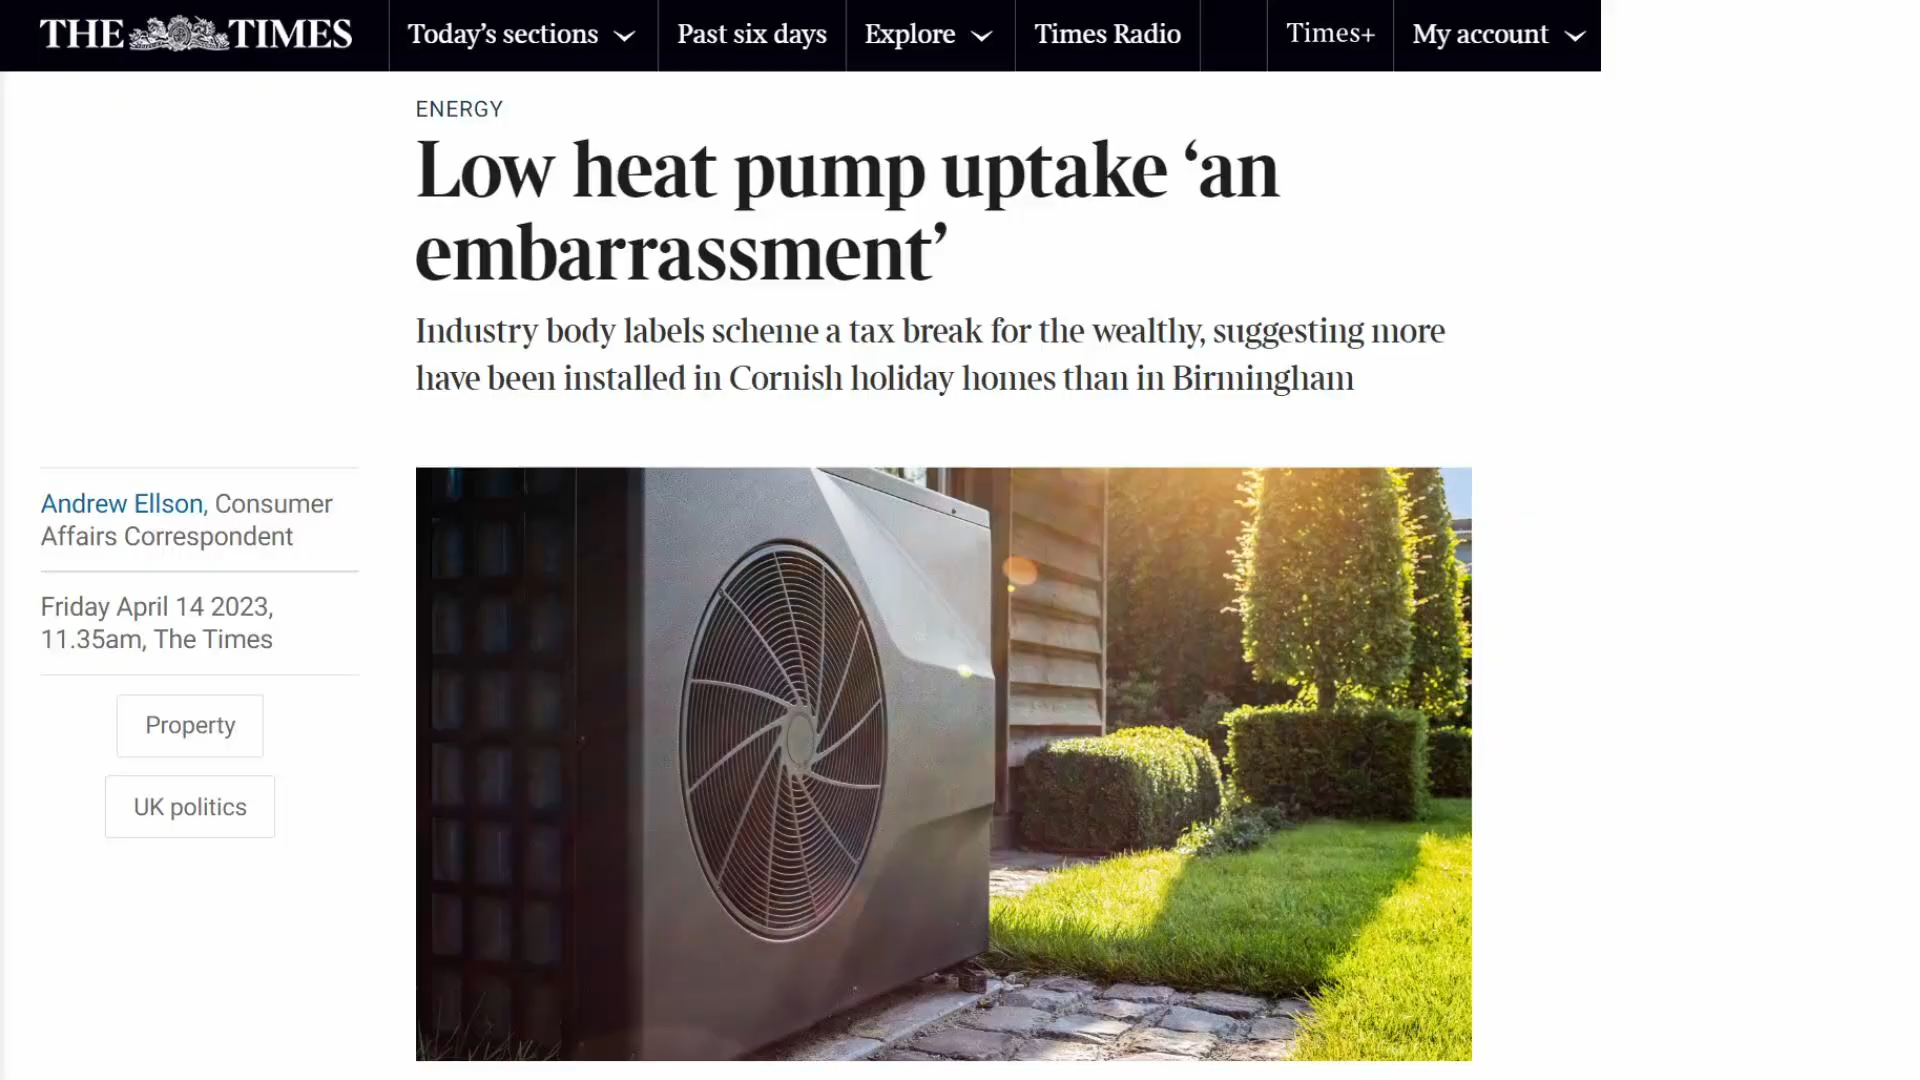 THE TIMES
Today’s sections
Past six days
Explore
Times Radio
Times+
My account
ENERGY
Low heat pump uptake ‘an
embarrassment’
Industry body labels scheme a tax break for the wealthy, suggesting more
have been installed in Cornish holiday homes than in Birmingham
Andrew Ellson, Consumer
Affairs Correspondent
Friday April 14 2023,
11.35am, The Times
Property
UK politics